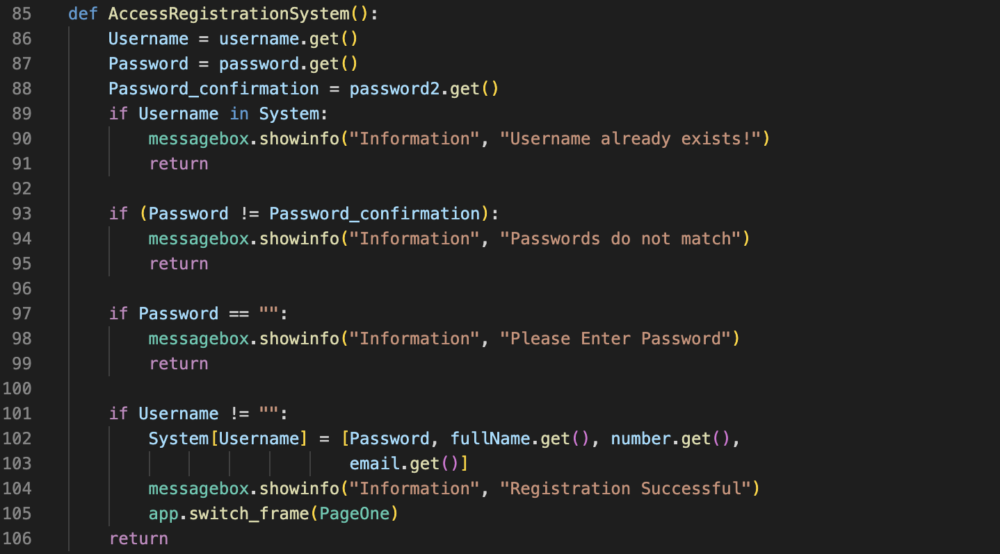 85 def AccessRegistrationSystem():
86 Username = username.get()
87 Password = password.get()
88 Password_confirmation = password2.get()
89 if Username in System:
90 messagebox.showinfo("Information", "Username already exists!")
91 return
92
93 if (Password != Password_confirmation):
94 messagebox.showinfo("Information", "Passwords do not match")
95 return
96
97 if Password == "":
98 messagebox.showinfo("Information", "Please Enter Password")
99 return
100
101 if Username != "":
102 System[Username] = [Password, fullName.get(), number.get(),
103 email.get()]
104 messagebox.showinfo("Information", "Registration Successful")
105 app.switch_frame(PageOne)
106 return